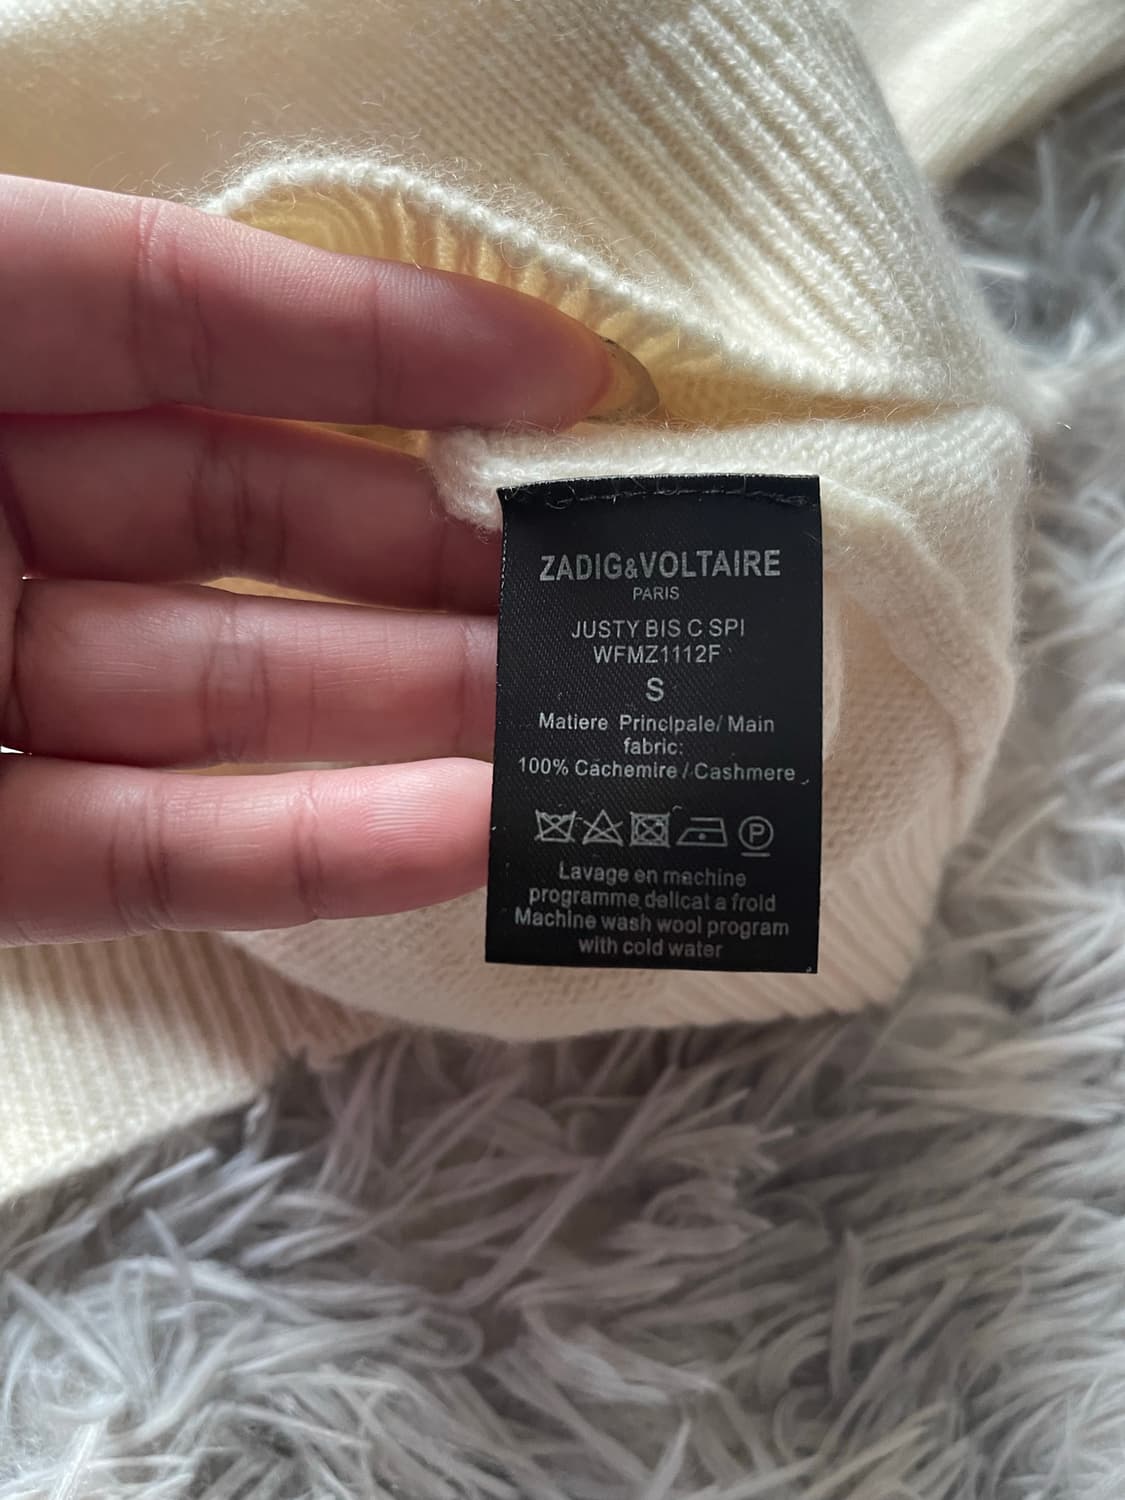 ZADIG&VOLTAIRE
PARIS
JUSTY BIS C SPI
WFMZ1112F
S
Matiere Principale/ Main
fabric:
100% Cachemire / Cashmere
P
Lavage en machine
programme delicat a froid
Machine wash wool program
with cold water